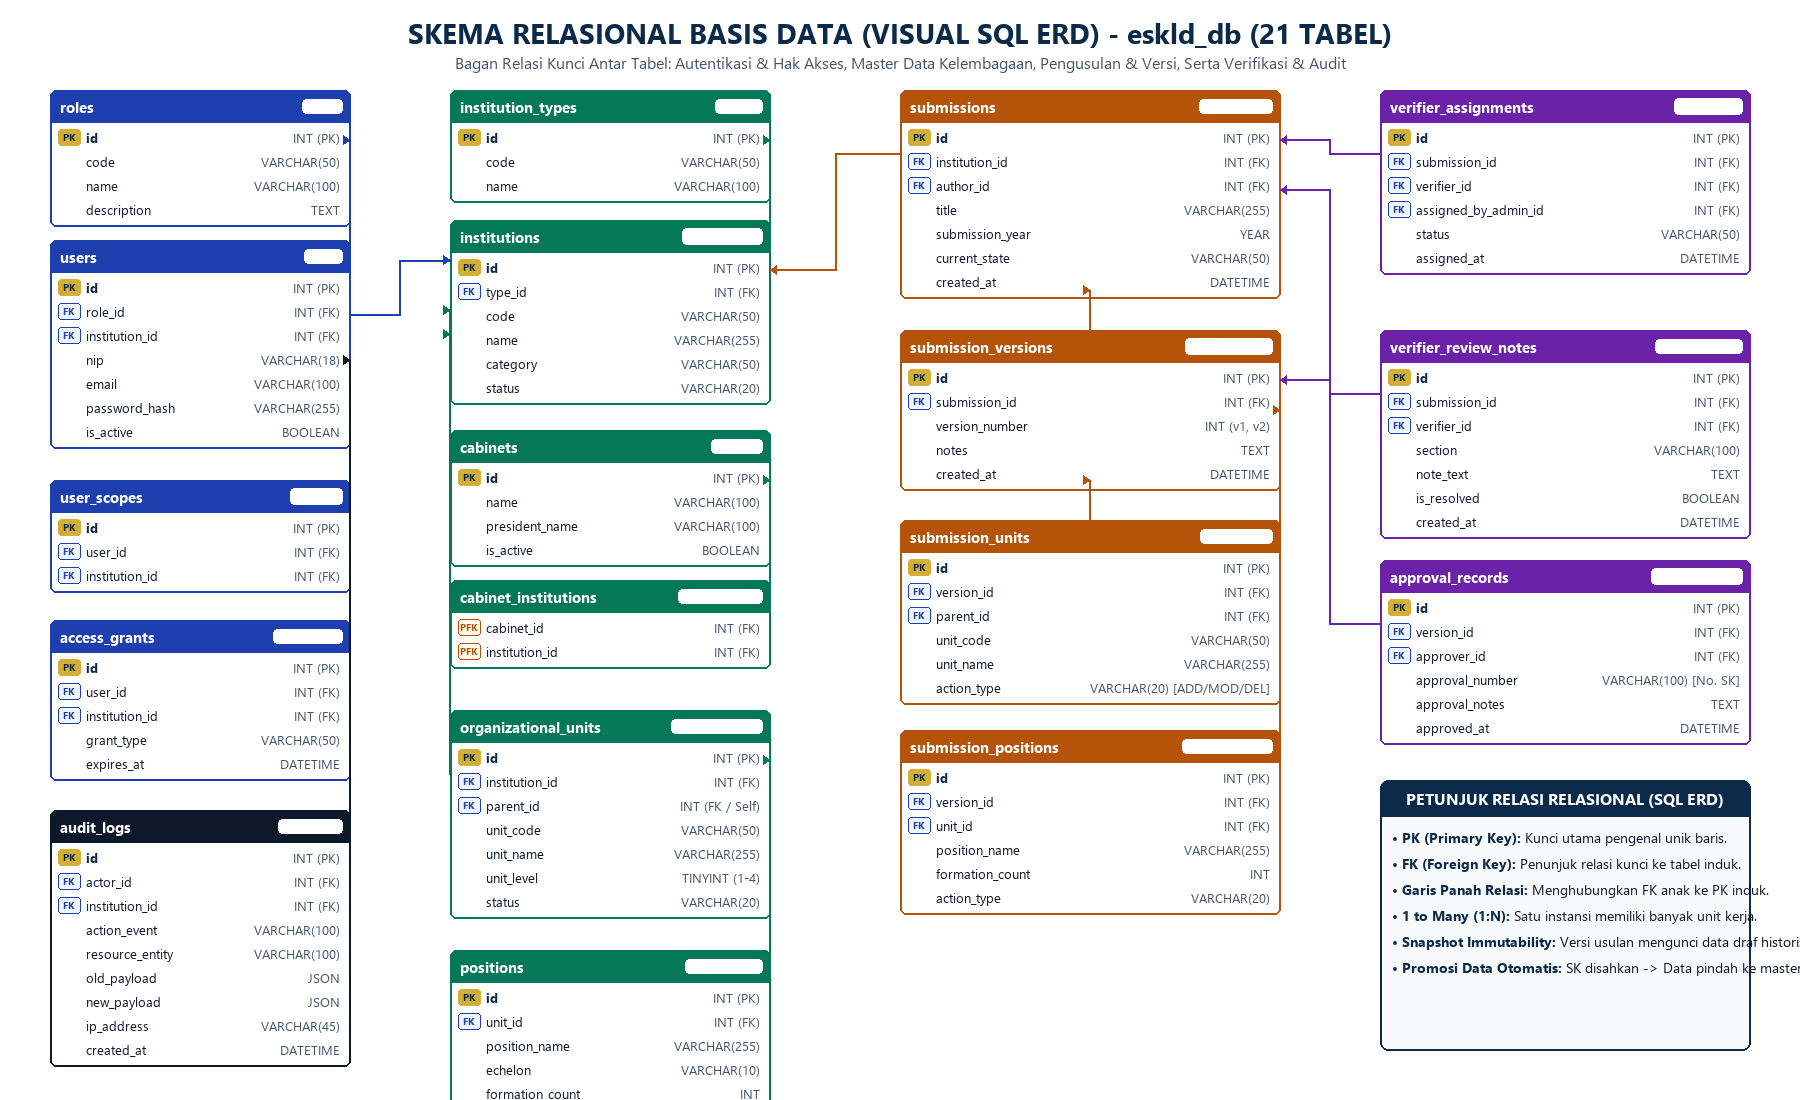 SKEMA RELASIONAL BASIS DATA (VISUAL SQL ERD) - eskld_db (21 TABEL)
Bagan Relasi Kunci Antar Tabel: Autentikasi & Hak Akses, Master Data Kelembagaan, Pengusulan & Versi, Serta Verifikasi & Audit
roles
PK id INT (PK)
code VARCHAR(50)
name VARCHAR(100)
description TEXT
users
PK id INT (PK)
FK role_id INT (FK)
FK institution_id INT (FK)
nip VARCHAR(18)
email VARCHAR(100)
password_hash VARCHAR(255)
is_active BOOLEAN
user_scopes
PK id INT (PK)
FK user_id INT (FK)
FK institution_id INT (FK)
access_grants
PK id INT (PK)
FK user_id INT (FK)
FK institution_id INT (FK)
grant_type VARCHAR(50)
expires_at DATETIME
audit_logs
PK id INT (PK)
FK actor_id INT (FK)
FK institution_id INT (FK)
action_event VARCHAR(100)
resource_entity VARCHAR(100)
old_payload JSON
new_payload JSON
ip_address VARCHAR(45)
created_at DATETIME
institution_types
PK id INT (PK)
code VARCHAR(50)
name VARCHAR(100)
institutions
PK id INT (PK)
FK type_id INT (FK)
code VARCHAR(50)
name VARCHAR(255)
category VARCHAR(50)
status VARCHAR(20)
cabinets
PK id INT (PK)
name VARCHAR(100)
president_name VARCHAR(100)
is_active BOOLEAN
cabinet_institutions
PFK cabinet_id INT (FK)
PFK institution_id INT (FK)
organizational_units
PK id INT (PK)
FK institution_id INT (FK)
FK parent_id INT (FK / Self)
unit_code VARCHAR(50)
unit_name VARCHAR(255)
unit_level TINYINT (1-4)
status VARCHAR(20)
positions
PK id INT (PK)
FK unit_id INT (FK)
position_name VARCHAR(255)
echelon VARCHAR(10)
formation_count INT
submissions
PK id INT (PK)
FK institution_id INT (FK)
FK author_id INT (FK)
title VARCHAR(255)
submission_year YEAR
current_state VARCHAR(50)
created_at DATETIME
submission_versions
PK id INT (PK)
FK submission_id INT (FK)
version_number INT (v1, v2)
notes TEXT
created_at DATETIME
submission_units
PK id INT (PK)
FK version_id INT (FK)
FK parent_id INT (FK)
unit_code VARCHAR(50)
unit_name VARCHAR(255)
action_type VARCHAR(20) [ADD/MOD/DEL]
submission_positions
PK id INT (PK)
FK version_id INT (FK)
FK unit_id INT (FK)
position_name VARCHAR(255)
formation_count INT
action_type VARCHAR(20)
verifier_assignments
PK id INT (PK)
FK submission_id INT (FK)
FK verifier_id INT (FK)
FK assigned_by_admin_id INT (FK)
status VARCHAR(50)
assigned_at DATETIME
verifier_review_notes
PK id INT (PK)
FK submission_id INT (FK)
FK verifier_id INT (FK)
section VARCHAR(100)
note_text TEXT
is_resolved BOOLEAN
created_at DATETIME
approval_records
PK id INT (PK)
FK version_id INT (FK)
FK approver_id INT (FK)
approval_number VARCHAR(100) [No. SK]
approval_notes TEXT
approved_at DATETIME
PETUNJUK RELASI RELASIONAL (SQL ERD)
• PK (Primary Key): Kunci utama pengenal unik baris.
• FK (Foreign Key): Penunjuk relasi kunci ke tabel induk.
• Garis Panah Relasi: Menghubungkan FK anak ke PK induk.
• 1 to Many (1:N): Satu instansi memiliki banyak unit kerja.
• Snapshot Immutability: Versi usulan mengunci data draf histori
• Promosi Data Otomatis: SK disahkan -> Data pindah ke master